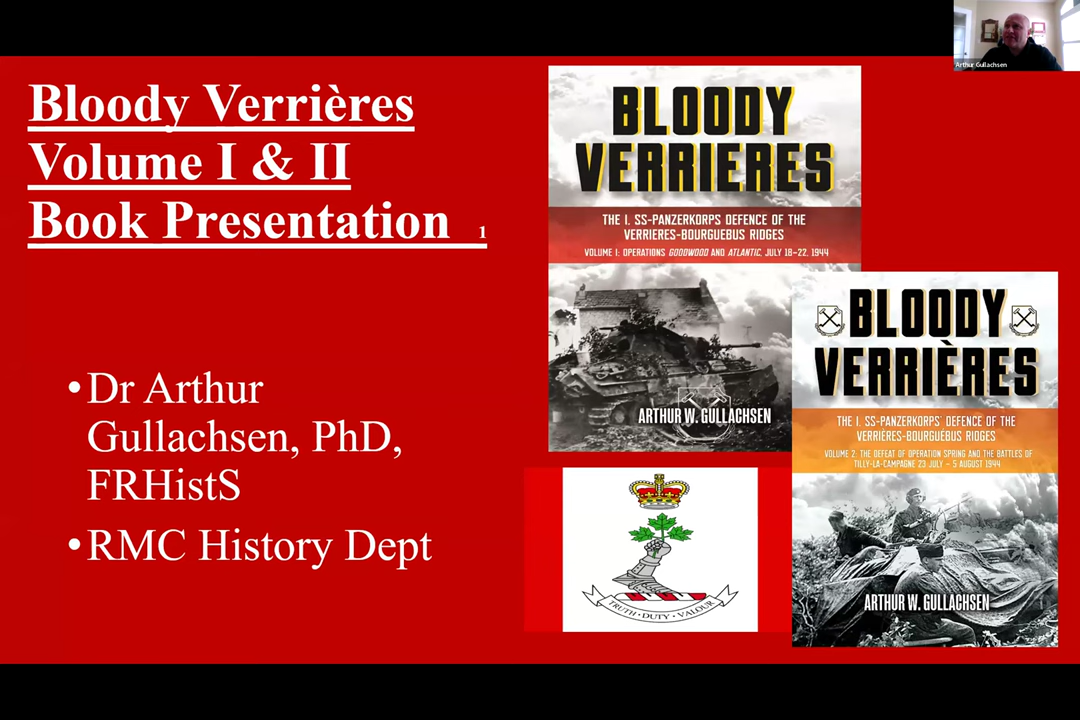 Arthur Gullachsen
Bloody Verrières
Volume I & II
Book Presentation 1
• Dr Arthur
Gullachsen, PhD,
FRHistS
• RMC History Dept
BLOODY
VERRIERES
THE I. SS-PANZERKORPS DEFENCE OF THE
VERRIERES-BOURGUEBUS RIDGES
VOLUME I: OPERATIONS GOODWOOD AND ATLANTIC, JULY 18–22, 1944
ARTHUR W. GULLACHSEN
BLOODY
VERRIÈRES
THE I. SS-PANZERKORPS' DEFENCE OF THE
VERRIÈRES-BOURGUÉBUS RIDGES
VOLUME 2: THE DEFEAT OF OPERATION SPRING AND THE BATTLES OF
TILLY-LA-CAMPAGNE 23 JULY – 5 AUGUST 1944
ARTHUR W. GULLACHSEN
TRUTH · DUTY · VALOUR